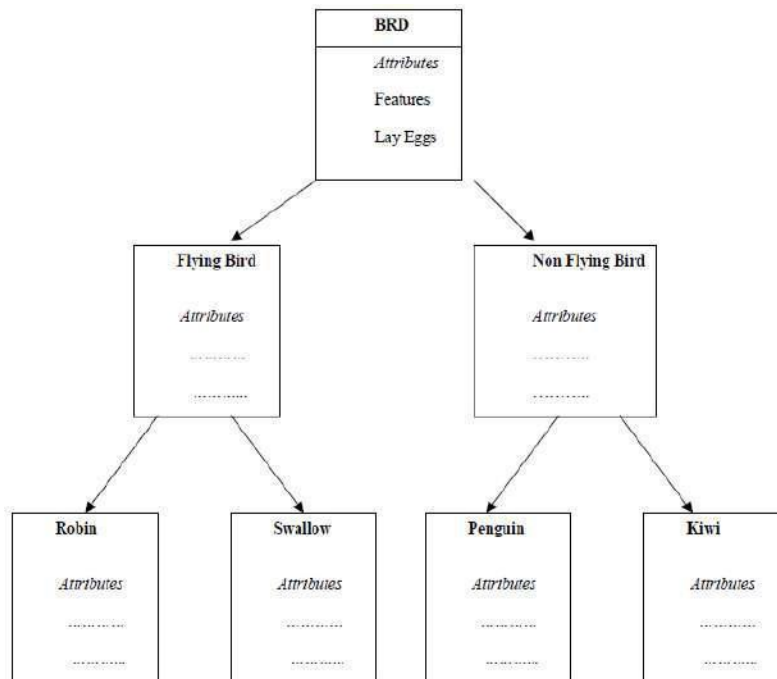 BRD
Attributes
Features
Lay Eggs
Flying Bird
Attributes
…………
………...
Non Flying Bird
Attributes
………...
………...
Robin
Attributes
…………
………...
Swallow
Attributes
…………
………...
Penguin
Attributes
…………
………...
Kiwi
Attributes
…………
………...